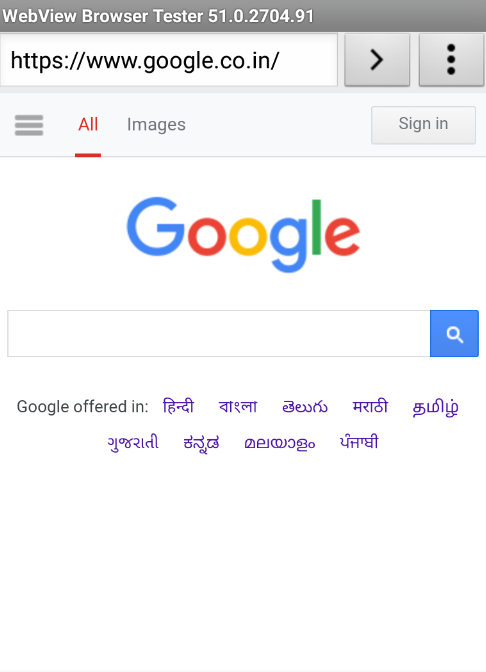 WebView Browser Tester 51.0.2704.91
https://www.google.co.in/
All Images Sign in
Google
Google offered in: हिन्दी বাংলা తెలుగు मराठी தமிழ்
ગુજરાતી ಕನ್ನಡ മലയാളം ਪੰਜਾਬੀ